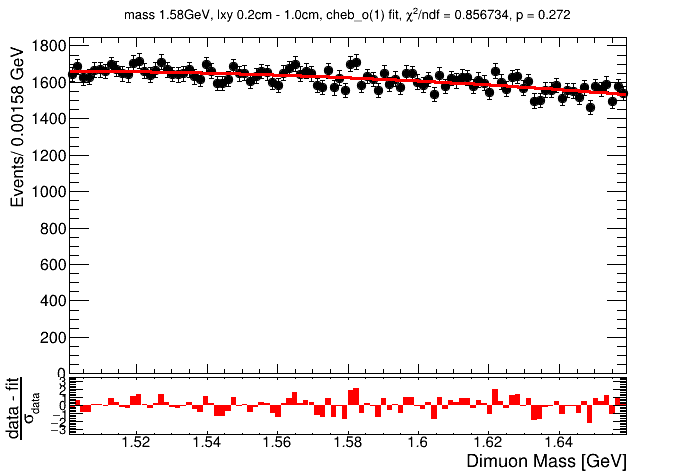 mass 1.58GeV, lxy 0.2cm - 1.0cm, cheb_o(1) fit, χ²/ndf = 0.856734, p = 0.272
Events/ 0.00158 GeV
1800
1600
1400
1200
1000
800
600
400
200
0
data - fit
σdata
3
2
1
0
−1
−2
−3
1.52 1.54 1.56 1.58 1.6 1.62 1.64
Dimuon Mass [GeV]